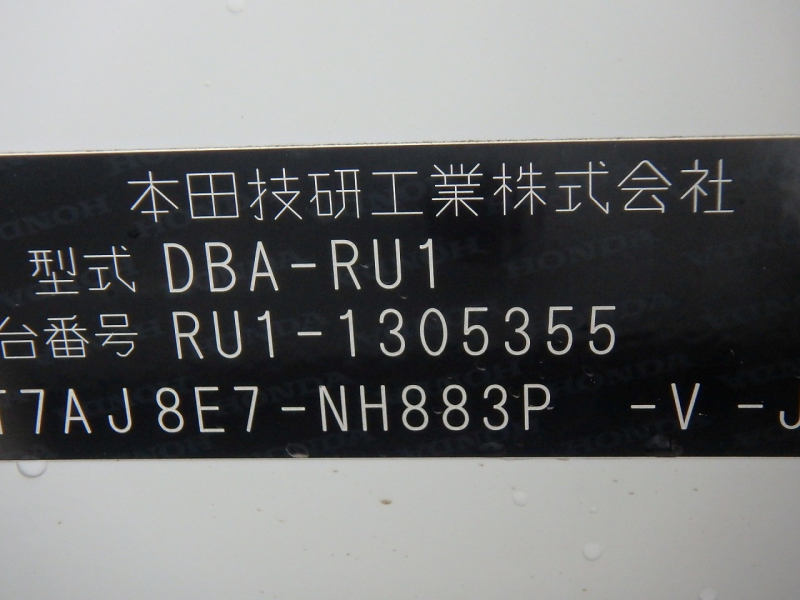 本田技研工業株式会社
型式 DBA-RU1
台番号 RU1-1305355
T7AJ8E7-NH883P -V -J